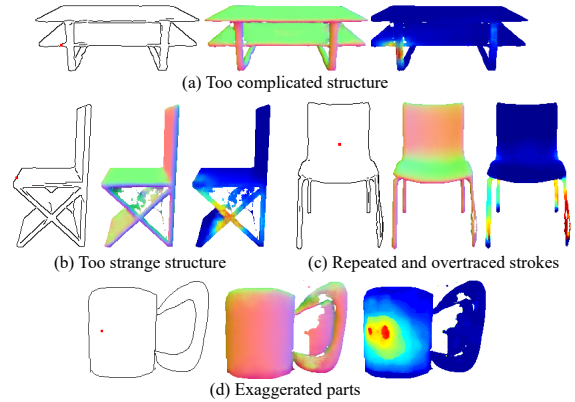 (a) Too complicated structure
(b) Too strange structure
(c) Repeated and overtraced strokes
(d) Exaggerated parts